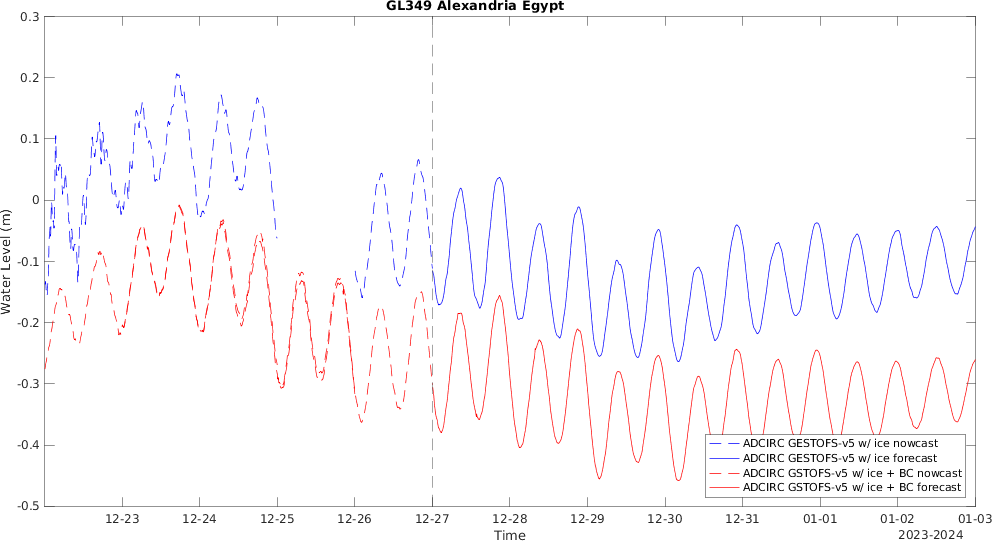 GL349 Alexandria Egypt
0.3
0.2
0.1
0
-0.1
-0.2
-0.3
-0.4
-0.5
Water Level (m)
ADCIRC GESTOFS-v5 w/ ice nowcast
ADCIRC GESTOFS-v5 w/ ice forecast
ADCIRC GSTOFS-v5 w/ ice + BC nowcast
ADCIRC GSTOFS-v5 w/ ice + BC forecast
12-23 12-24 12-25 12-26 12-27 12-28 12-29 12-30 12-31 01-01 01-02 01-03
Time
2023-2024